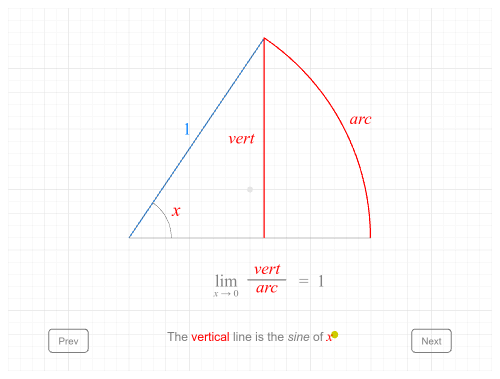 1
vert
arc
x
lim x → 0 vert / arc = 1
The vertical line is the sine of x
Prev
Next